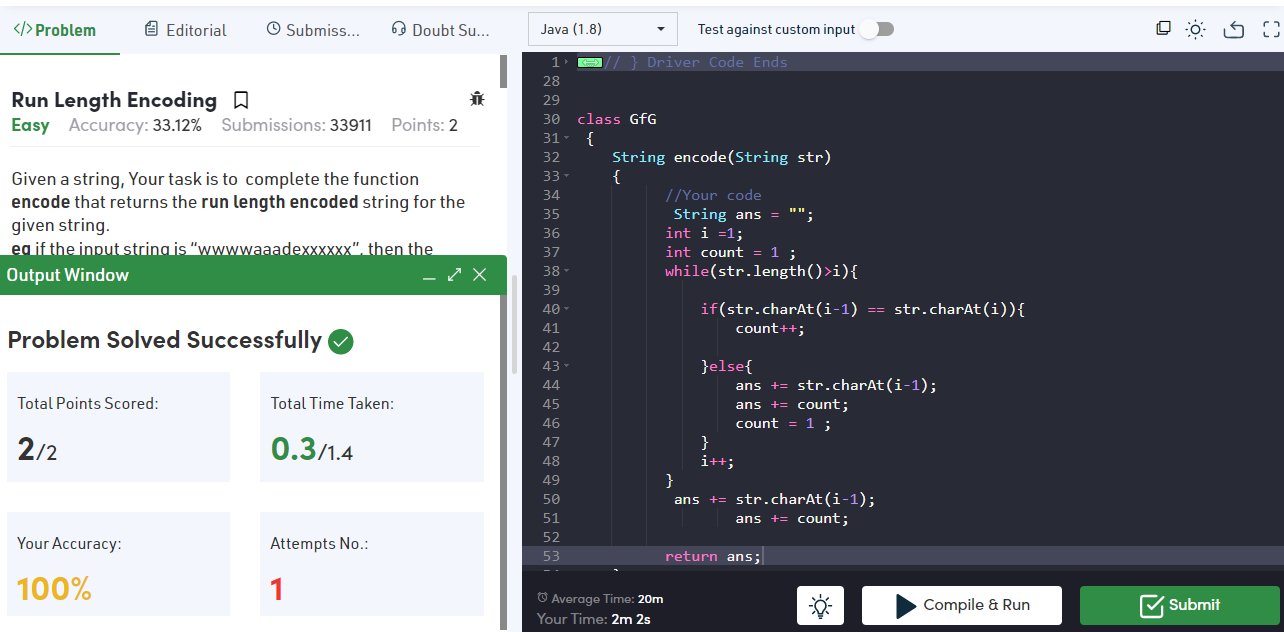 </>Problem
Editorial
Submiss...
Doubt Su...
Run Length Encoding
Easy Accuracy: 33.12% Submissions: 33911 Points: 2
Given a string, Your task is to complete the function
encode that returns the run length encoded string for the
given string.
eg if the input string is “wwwwaaadexxxxxx”, then the
Output Window
Problem Solved Successfully
Total Points Scored:
2/2
Total Time Taken:
0.3/1.4
Your Accuracy:
100%
Attempts No.:
1
Java (1.8)
Test against custom input
1 // } Driver Code Ends
28
29
30 class GfG
31 {
32 String encode(String str)
33 {
34 //Your code
35 String ans = "";
36 int i =1;
37 int count = 1 ;
38 while(str.length()>i){
39
40 if(str.charAt(i-1) == str.charAt(i)){
41 count++;
42
43 }else{
44 ans += str.charAt(i-1);
45 ans += count;
46 count = 1 ;
47 }
48 i++;
49 }
50 ans += str.charAt(i-1);
51 ans += count;
52
53 return ans;
Average Time: 20m
Your Time: 2m 2s
Compile & Run
Submit